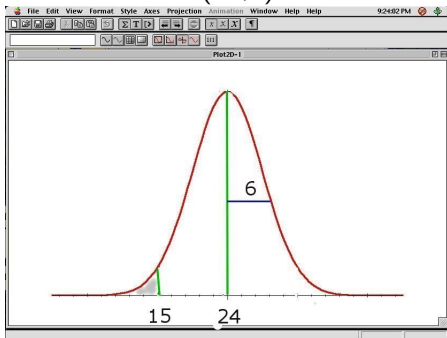 File Edit View Format Style Axes Projection Animation Window Help Help 9:24:02 PM
Σ T x x X ¶
Plot2D-1
6
15 24